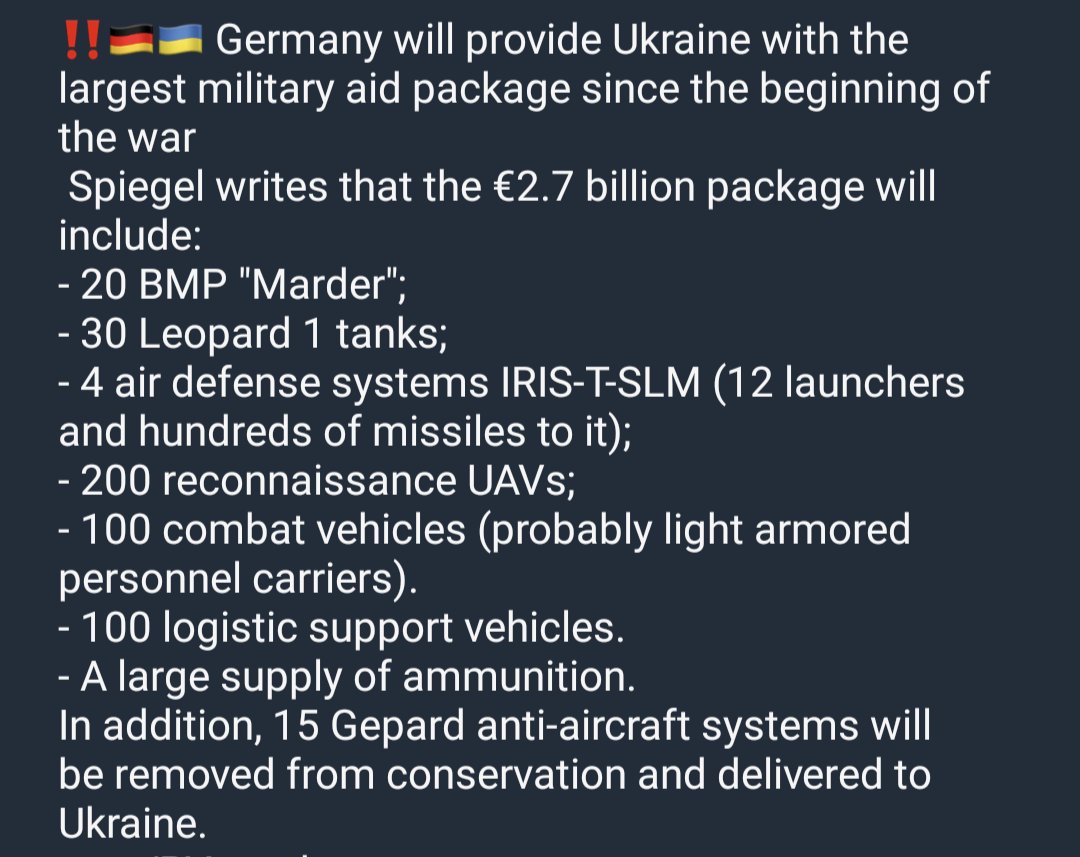 ‼️🇩🇪🇺🇦 Germany will provide Ukraine with the
largest military aid package since the beginning of
the war
Spiegel writes that the €2.7 billion package will
include:
- 20 BMP "Marder";
- 30 Leopard 1 tanks;
- 4 air defense systems IRIS-T-SLM (12 launchers
and hundreds of missiles to it);
- 200 reconnaissance UAVs;
- 100 combat vehicles (probably light armored
personnel carriers).
- 100 logistic support vehicles.
- A large supply of ammunition.
In addition, 15 Gepard anti-aircraft systems will
be removed from conservation and delivered to
Ukraine.